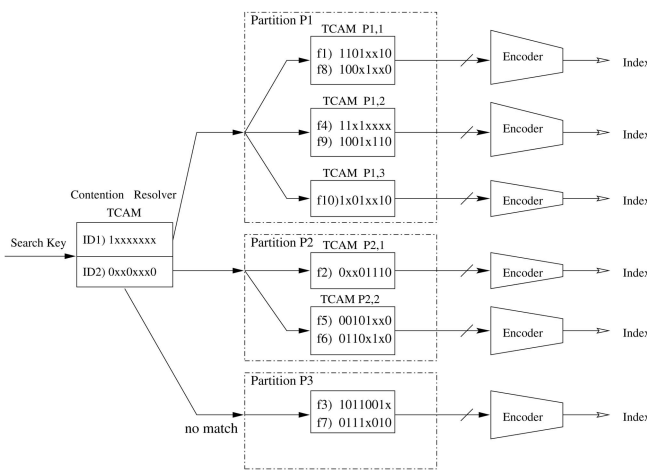 Partition P1
TCAM P1,1
f1) 1101xx10
f8) 100x1xx0
Encoder
Index
TCAM P1,2
f4) 11x1xxxx
f9) 1001x110
Encoder
Index
TCAM P1,3
f10)1x01xx10
Encoder
Index
Contention Resolver
TCAM
Search Key
ID1) 1xxxxxxx
ID2) 0xx0xxx0
Partition P2
TCAM P2,1
f2) 0xx01110
Encoder
Index
TCAM P2,2
f5) 00101xx0
f6) 0110x1x0
Encoder
Index
Partition P3
f3) 1011001x
f7) 0111x010
Encoder
Index
no match